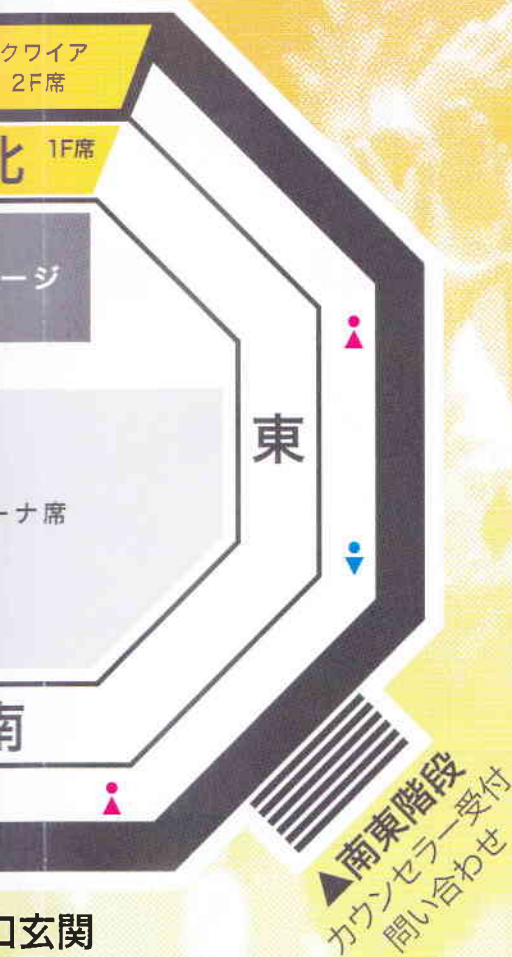 クワイア
2F席
北 1F席
ージ
東
ーナ席
南
▲南東階段
カウンセラー受付
問い合わせ
口玄関